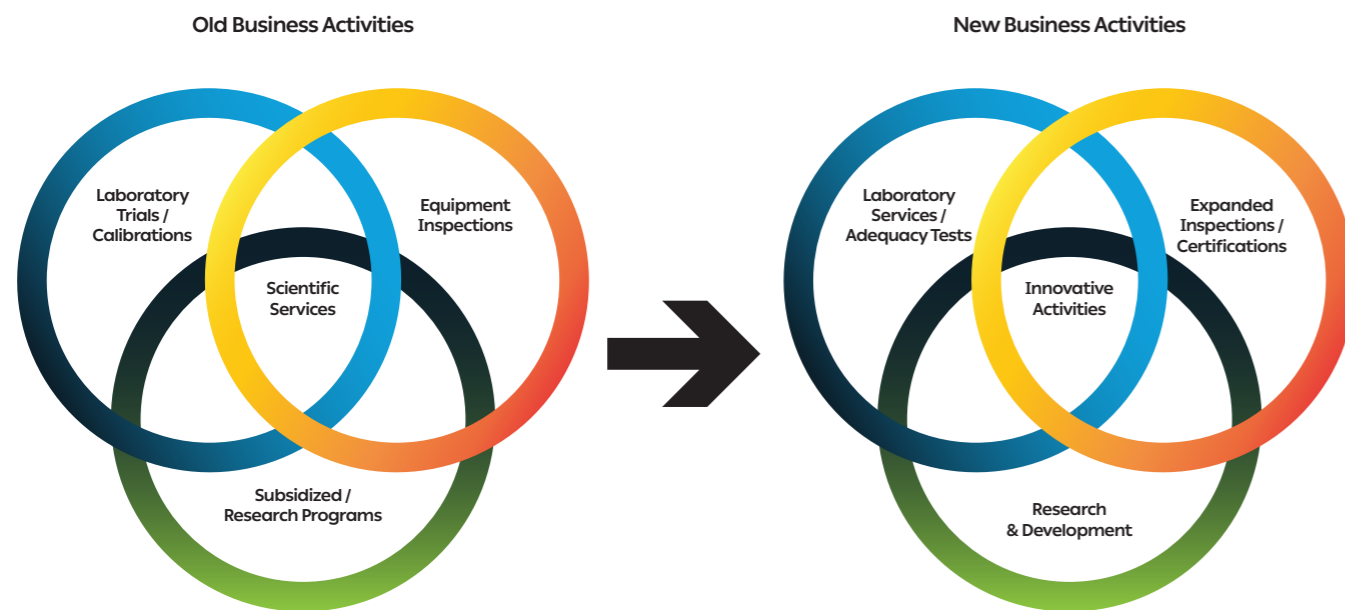 Old Business Activities
Laboratory
Trials /
Calibrations
Equipment
Inspections
Scientific
Services
Subsidized /
Research Programs
New Business Activities
Laboratory
Services /
Adequacy Tests
Expanded
Inspections /
Certifications
Innovative
Activities
Research
& Development